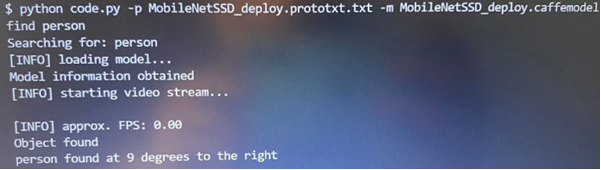 $ python code.py -p MobileNetSSD_deploy.prototxt.txt -m MobileNetSSD_deploy.caffemodel
find person
Searching for: person
[INFO] loading model...
Model information obtained
[INFO] starting video stream...
[INFO] approx. FPS: 0.00
Object found
person found at 9 degrees to the right